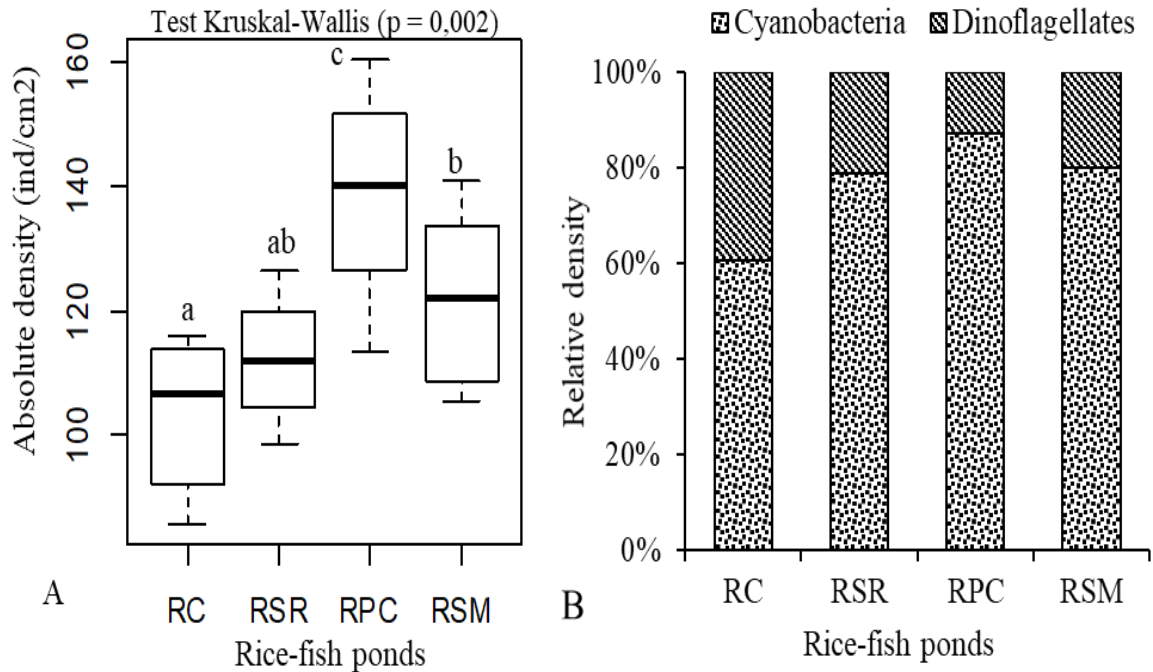 Test Kruskal-Wallis (p = 0,002)
Absolute density (ind/cm2)
160
140
120
100
a
ab
c
b
RC RSR RPC RSM
Rice-fish ponds
A
Cyanobacteria Dinoflagellates
Relative density
100%
80%
60%
40%
20%
0%
RC RSR RPC RSM
Rice-fish ponds
B